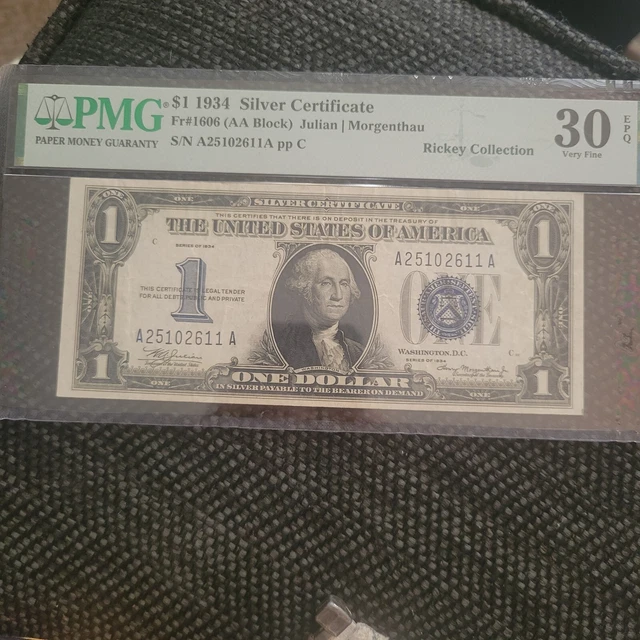 PMG® $1 1934 Silver Certificate 30 EPQ
PAPER MONEY GUARANTY Fr#1606 (AA Block) Julian | Morgenthau Very Fine
S/N A25102611A pp C Rickey Collection
ONE SILVER CERTIFICATE ONE
THIS CERTIFIES THAT THERE IS ON DEPOSIT IN THE TREASURY OF
THE UNITED STATES OF AMERICA
1 1
C SERIES OF 1934
A25102611A
1
ONE
THIS CERTIFICATE IS LEGAL TENDER
FOR ALL DEBTS PUBLIC AND PRIVATE
A25102611A
WASHINGTON, D.C.
SERIES OF 1934
1 1
ONE DOLLAR
ONE IN SILVER PAYABLE TO THE BEARER ON DEMAND ONE